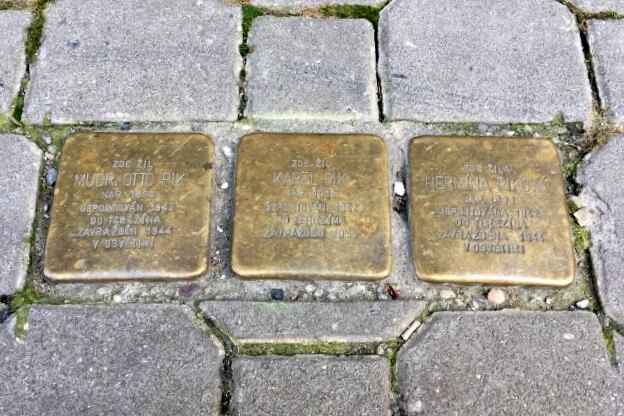 ZDE ŽIL
MUDR. OTTO PIK
NAR.
DEPORTOVÁN 1942
DO TEREZÍNA
ZAVRAŽDĚN 1944
V OSVĚTIMI
ZDE ŽIL
KAREL PIK
NAR.
DEPORTOVÁN 1942
DO TEREZÍNA
ZAVRAŽDĚN
ZDE ŽILA
HERMÍNA PIKOVÁ
NAR.
DEPORTOVÁNA 1942
DO TEREZÍNA
ZAVRAŽDĚNA 1944
V OSVĚTIMI